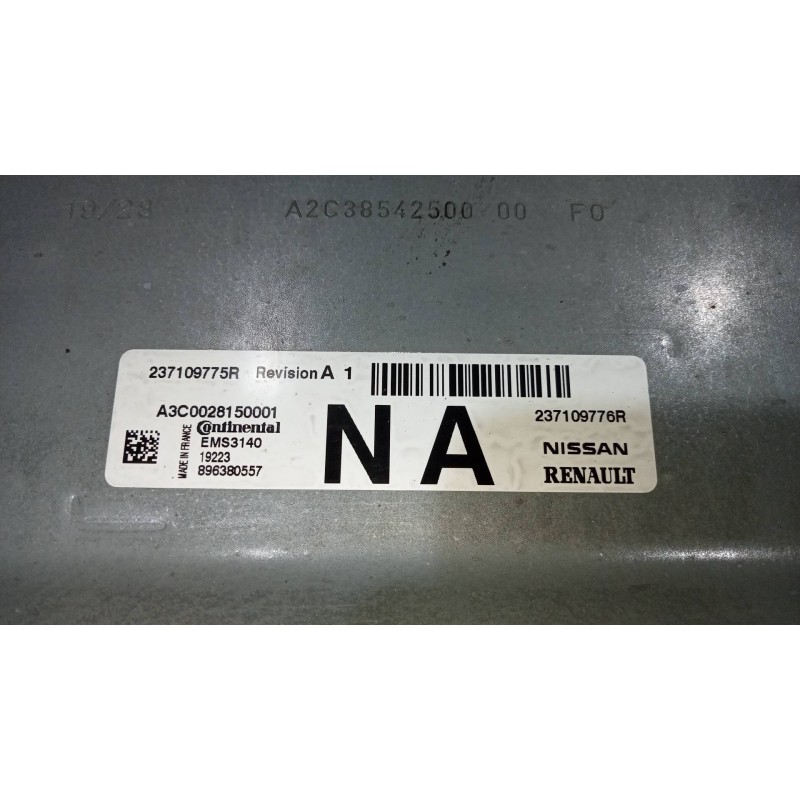 19/23 A2C38542500 00 F0
237109775R Revision A 1
A3C0028150001
237109776R
Continental
MADE IN FRANCE
EMS3140
19223
896380557
NA
NISSAN
RENAULT